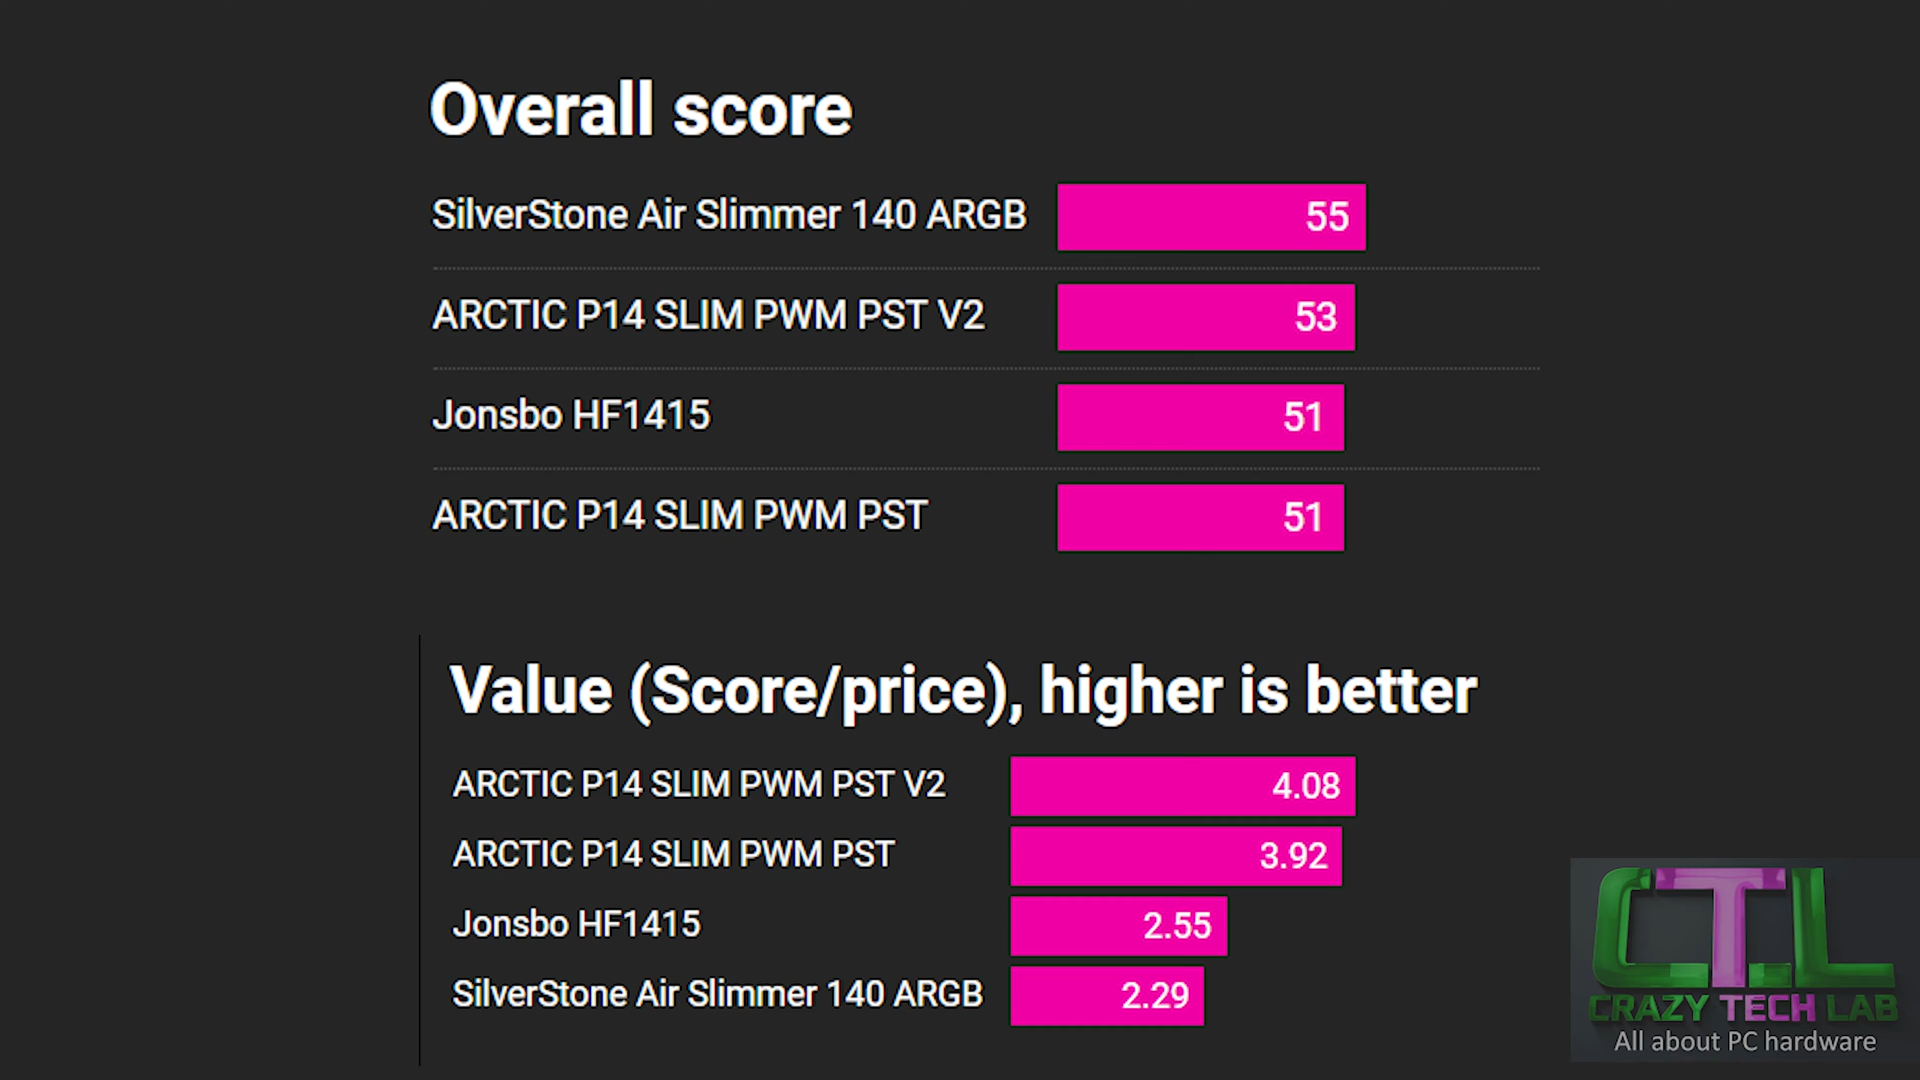 Overall score
SilverStone Air Slimmer 140 ARGB 55
ARCTIC P14 SLIM PWM PST V2 53
Jonsbo HF1415 51
ARCTIC P14 SLIM PWM PST 51
Value (Score/price), higher is better
ARCTIC P14 SLIM PWM PST V2 4.08
ARCTIC P14 SLIM PWM PST 3.92
Jonsbo HF1415 2.55
SilverStone Air Slimmer 140 ARGB 2.29
CTL
CRAZY TECH LAB
All about PC hardware